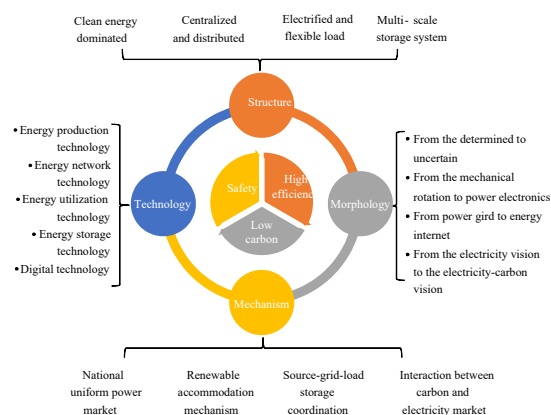 Clean energy
dominated
Centralized
and distributed
Electrified and
flexible load
Multi- scale
storage system
Structure
• Energy production
technology
• Energy network
technology
• Energy utilization
technology
• Energy storage
technology
• Digital technology
Technology
Safety
High
efficiency
Low
carbon
Morphology
• From the determined to
uncertain
• From the mechanical
rotation to power electronics
• From power gird to energy
internet
• From the electricity vision
to the electricity-carbon
vision
Mechanism
National
uniform power
market
Renewable
accommodation
mechanism
Source-grid-load
storage
coordination
Interaction between
carbon and
electricity market